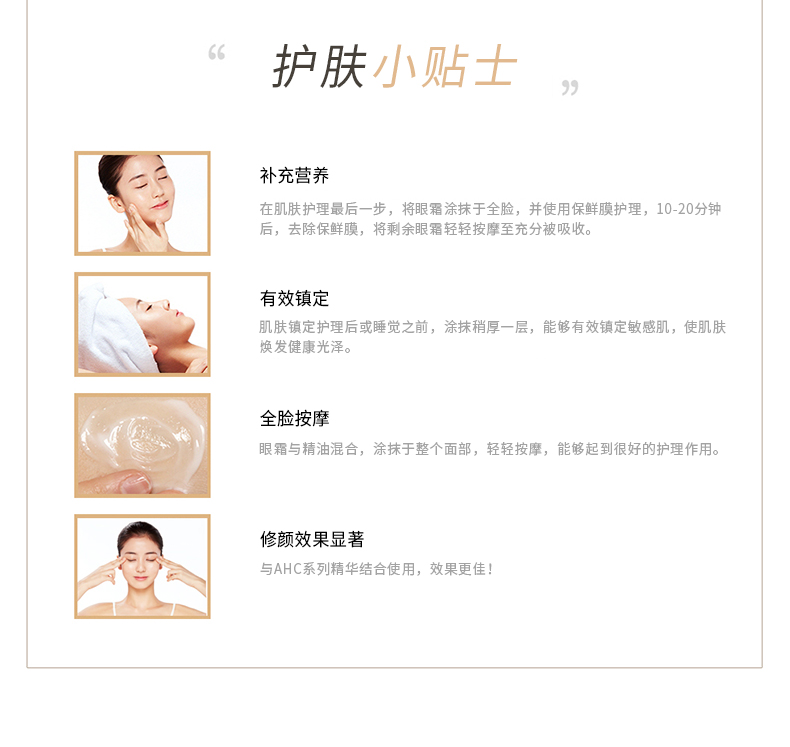 “护肤小贴士”
补充营养
在肌肤护理最后一步，将眼霜涂抹于全脸，并使用保鲜膜护理，10-20分钟
后，去除保鲜膜，将剩余眼霜轻轻按摩至充分被吸收。
有效镇定
肌肤镇定护理后或睡觉之前，涂抹稍厚一层，能够有效镇定敏感肌，使肌肤
焕发健康光泽。
全脸按摩
眼霜与精油混合，涂抹于整个面部，轻轻按摩，能够起到很好的护理作用。
修颜效果显著
与AHC系列精华结合使用，效果更佳！